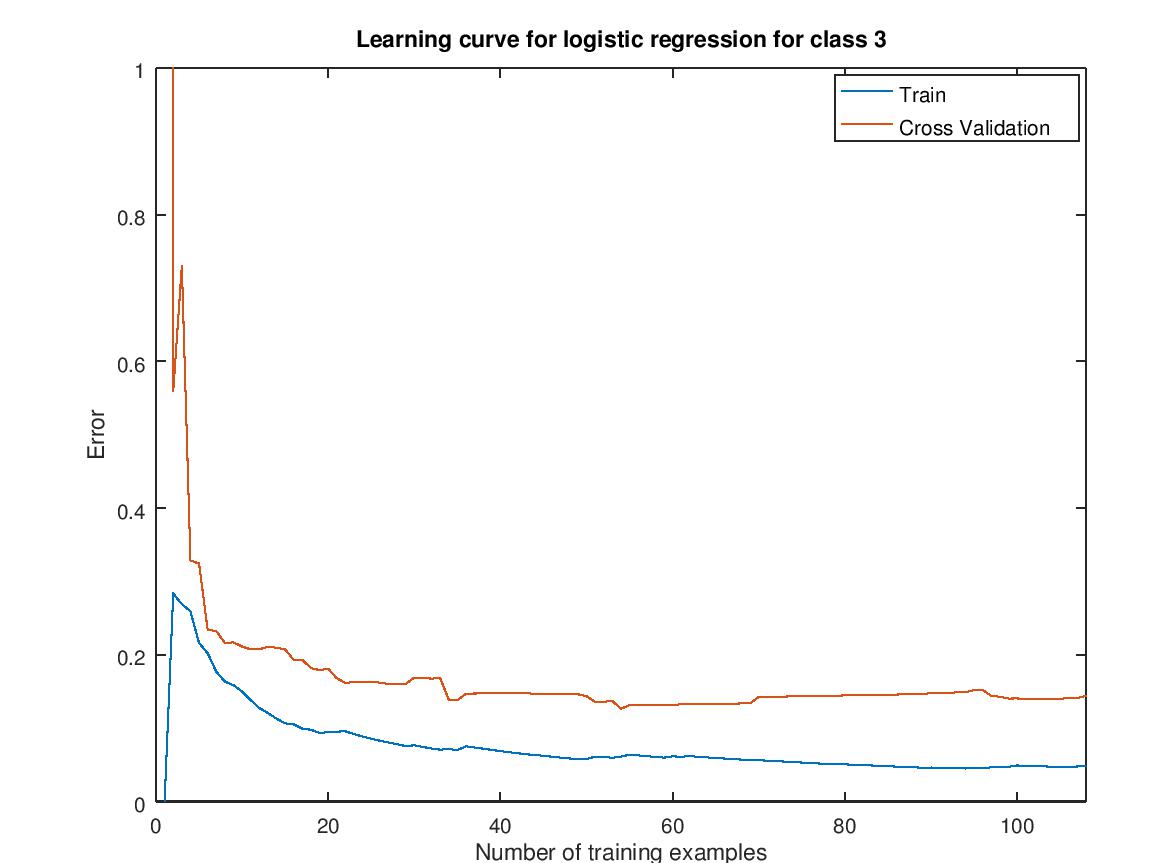 Learning curve for logistic regression for class 3
Train
Cross Validation
1
0.8
0.6
0.4
0.2
0
Error
0
20
40
60
80
100
Number of training examples